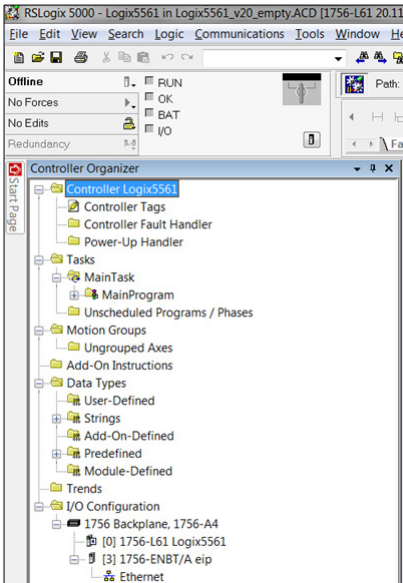 RSLogix 5000 - Logix5561 in Logix5561_v20_empty.ACD [1756-L61 20.11
File Edit View Search Logic Communications Tools Window
Offline
RUN
No Forces
OK
Path:
No Edits
BAT
Redundancy
I/O
Start Page
Controller Organizer
Controller Logix5561
Controller Tags
Controller Fault Handler
Power-Up Handler
Tasks
MainTask
MainProgram
Unscheduled Programs / Phases
Motion Groups
Ungrouped Axes
Add-On Instructions
Data Types
User-Defined
Strings
Add-On-Defined
Predefined
Module-Defined
Trends
I/O Configuration
1756 Backplane, 1756-A4
[0] 1756-L61 Logix5561
[3] 1756-ENBT/A eip
Ethernet